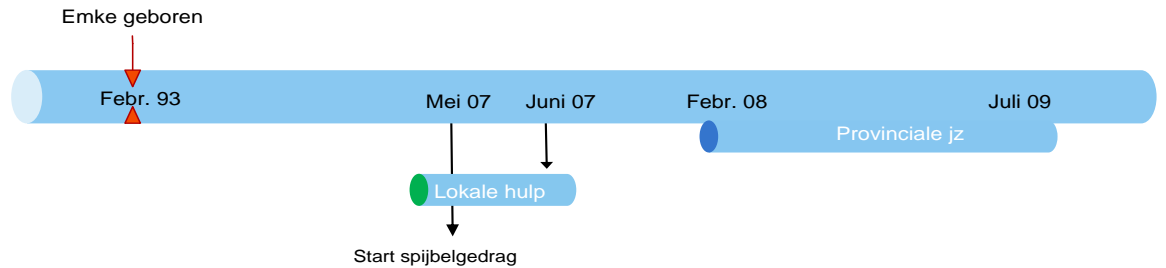 Emke geboren
Febr. 93
Mei 07
Juni 07
Febr. 08
Juli 09
Provinciale jz
Lokale hulp
Start spijbelgedrag